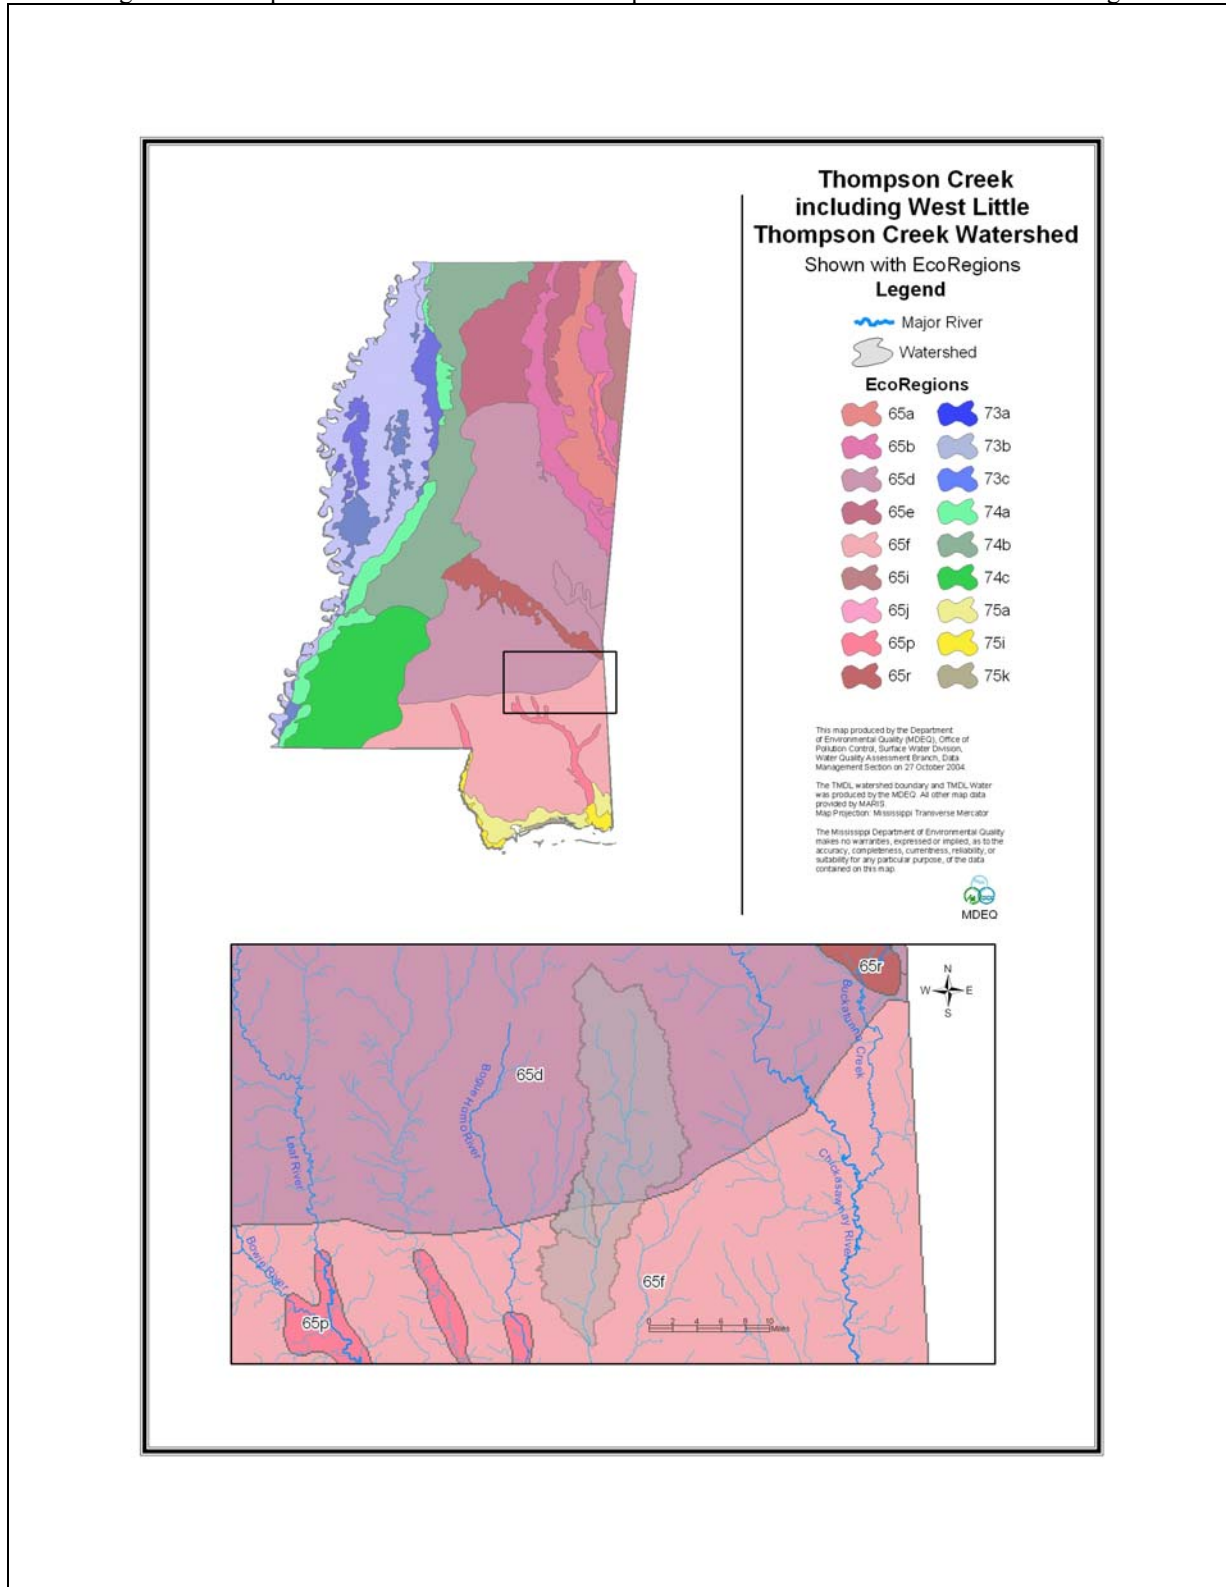 Thompson Creek
including West Little
Thompson Creek Watershed
Shown with EcoRegions
Legend
Major River
Watershed
EcoRegions
65a 73a
65b 73b
65d 73c
65e 74a
65f 74b
65i 74c
65j 75a
65p 75i
65r 75k
This map produced by the Department
of Environmental Quality (MDEQ), Office of
Pollution Control, Surface Water Division,
Water Quality Assessment Branch, Data
Management Section on 27 October 2004
The TMDL watershed boundary and TMDL Water
was produced by the MDEQ. All other map data
provided by MARIS.
Map Projection: Mississippi Transverse Mercator
The Mississippi Department of Environmental Quality
makes no warranties, expressed or implied, as to the
accuracy, completeness, currentness, reliability, or
suitability for any particular purpose, of the data
contained on this map.
MDEQ
65r
N
W E
S
Buckatunna Creek
65d
Bogue Homo River
Leaf River
Chickasawhay River
Bowie River
65f
65p
0 2 4 6 8 10
Miles